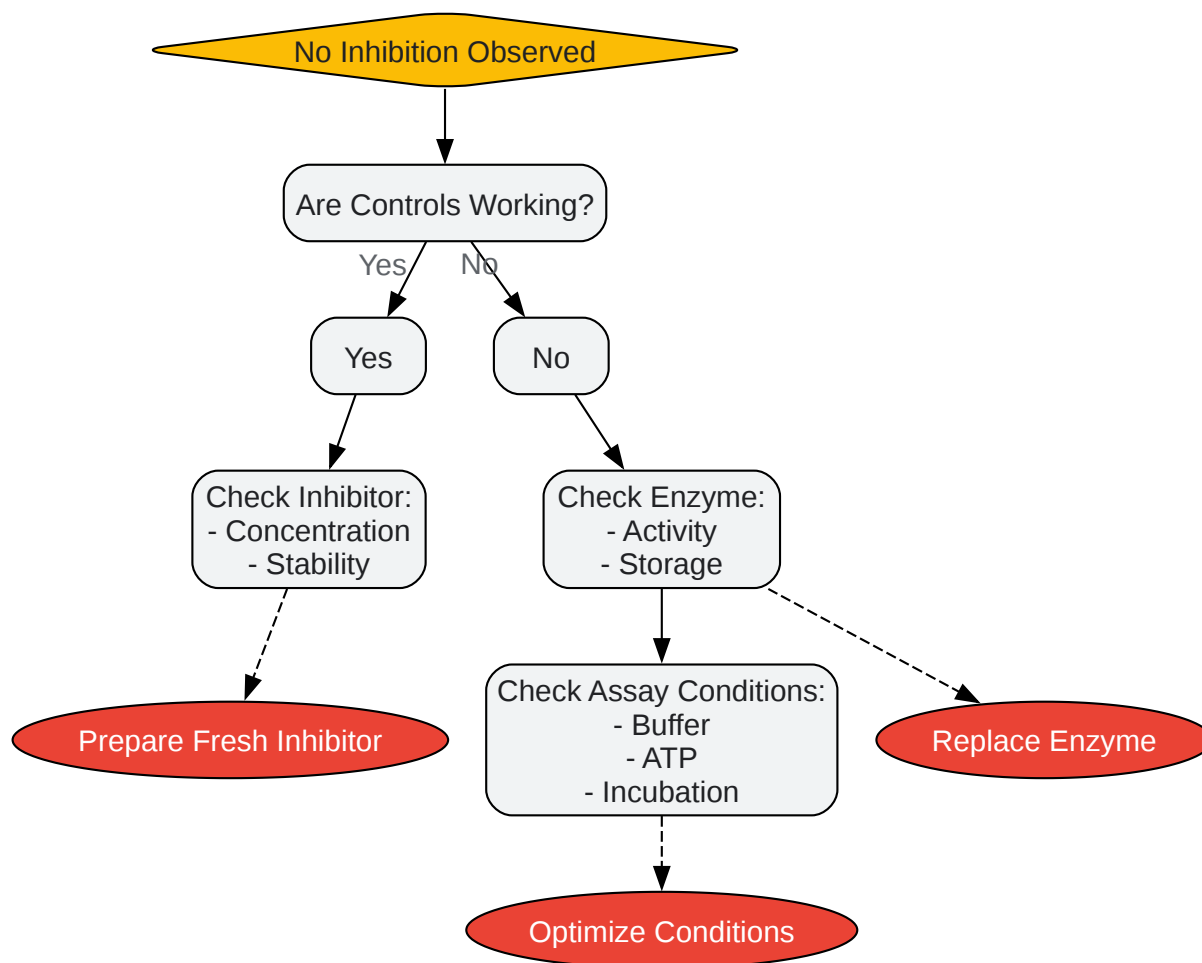 No Inhibition Observed
Are Controls Working?
Yes
No
Yes
No
Check Inhibitor:
- Concentration
- Stability
Check Enzyme:
- Activity
- Storage
Check Assay Conditions:
- Buffer
- ATP
- Incubation
Prepare Fresh Inhibitor
Replace Enzyme
Optimize Conditions